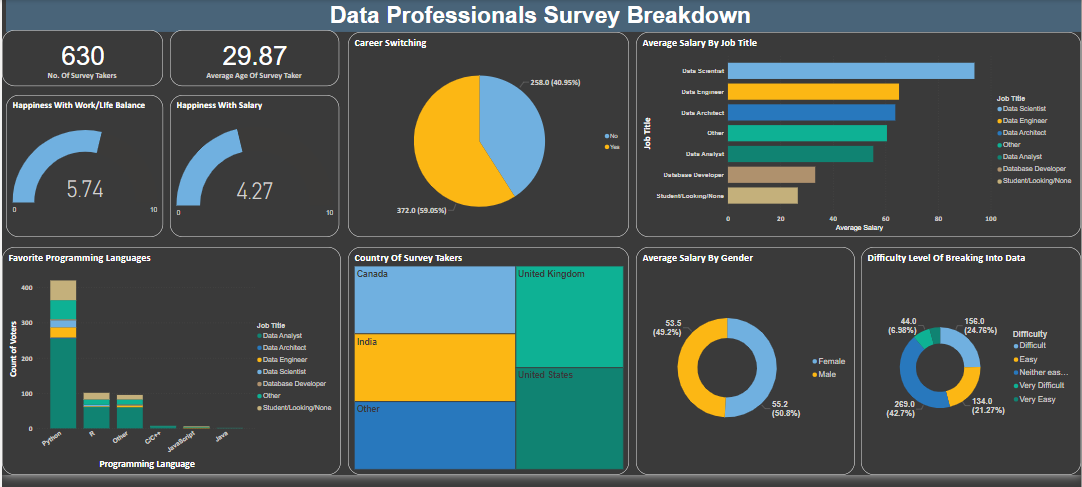 Data Professionals Survey Breakdown
630
No. Of Survey Takers
29.87
Average Age Of Survey Taker
Happiness With Work/LIfe Balance
5.74
0
10
Happiness With Salary
4.27
0
10
Career Switching
258.0 (40.95%)
372.0 (59.05%)
No
Yes
Average Salary By Job Title
Job Title
Data Scientist
Data Engineer
Data Architect
Other
Data Analyst
Database Developer
Student/Looking/None
0
20
40
60
80
100
Average Salary
Job Title
Data Scientist
Data Engineer
Data Architect
Other
Data Analyst
Database Developer
Student/Looking/None
Favorite Programming Languages
Count of Voters
400
300
200
100
0
Python
R
Other
C/C++
JavaScript
Java
Programming Language
Job Title
Data Analyst
Data Architect
Data Engineer
Data Scientist
Database Developer
Other
Student/Looking/None
Country Of Survey Takers
Canada
India
Other
United Kingdom
United States
Average Salary By Gender
53.5
(49.2%)
55.2
(50.8%)
Female
Male
Difficulty Level Of Breaking Into Data
44.0
(6.98%)
156.0
(24.76%)
269.0
(42.7%)
134.0
(21.27%)
Difficulty
Difficult
Easy
Neither eas...
Very Difficult
Very Easy